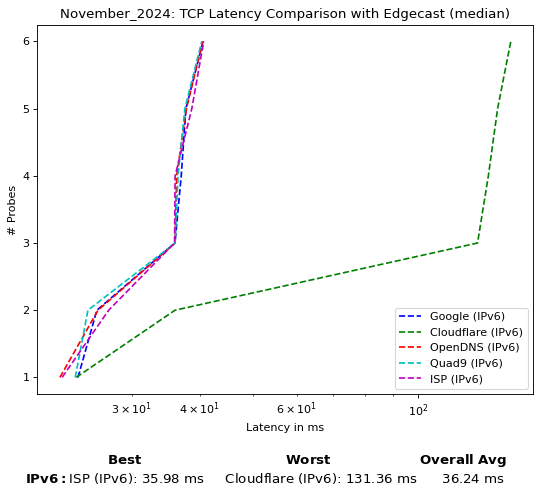 November_2024: TCP Latency Comparison with Edgecast (median)
6
5
4
3
2
1
# Probes
Google (IPv6)
Cloudflare (IPv6)
OpenDNS (IPv6)
Quad9 (IPv6)
ISP (IPv6)
3 × 10¹ 4 × 10¹ 6 × 10¹ 10²
Latency in ms
Best Worst Overall Avg
IPv6: ISP (IPv6): 35.98 ms Cloudflare (IPv6): 131.36 ms 36.24 ms